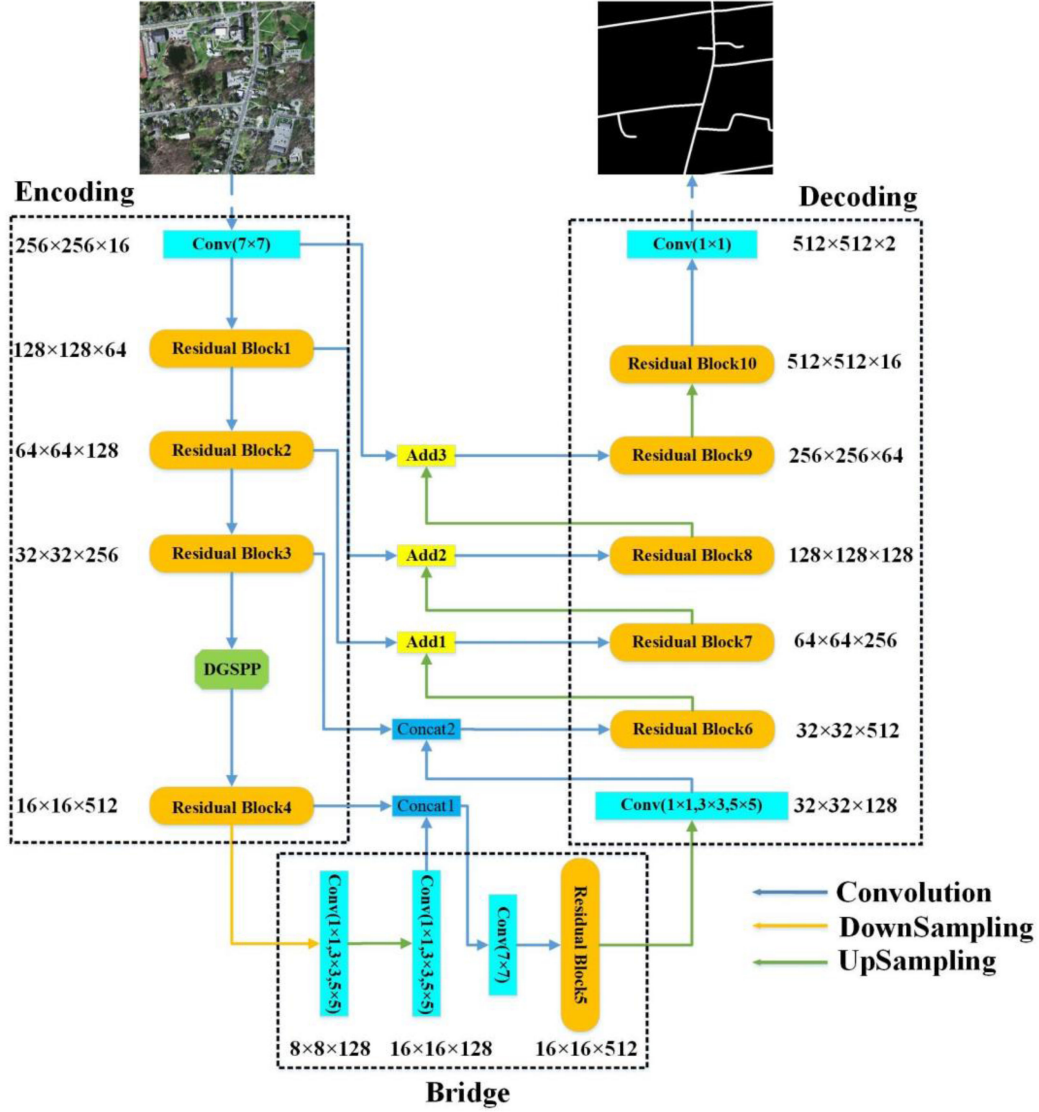 Encoding
Decoding
256×256×16
Conv(7×7)
Conv(1×1)
512×512×2
128×128×64
Residual Block1
Residual Block10
512×512×16
64×64×128
Residual Block2
Add3
Residual Block9
256×256×64
32×32×256
Residual Block3
Add2
Residual Block8
128×128×128
Add1
Residual Block7
64×64×256
DGSPP
Concat2
Residual Block6
32×32×512
16×16×512
Residual Block4
Concat1
Conv(1×1,3×3,5×5)
32×32×128
Conv(1×1,3×3,5×5)
Conv(1×1,3×3,5×5)
Conv(7×7)
Residual Block5
8×8×128
16×16×128
16×16×512
Bridge
Convolution
DownSampling
UpSampling